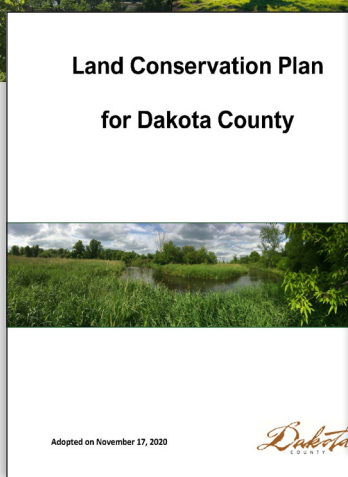 Land Conservation Plan
for Dakota County
Adopted on November 17, 2020
Dakota
COUNTY